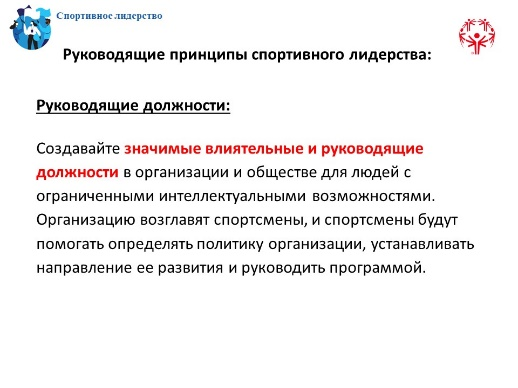 Спортивное лидерство
Руководящие принципы спортивного лидерства:
Руководящие должности:
Создавайте значимые влиятельные и руководящие
должности в организации и обществе для людей с
ограниченными интеллектуальными возможностями.
Организацию возглавят спортсмены, и спортсмены будут
помогать определять политику организации, устанавливать
направление ее развития и руководить программой.